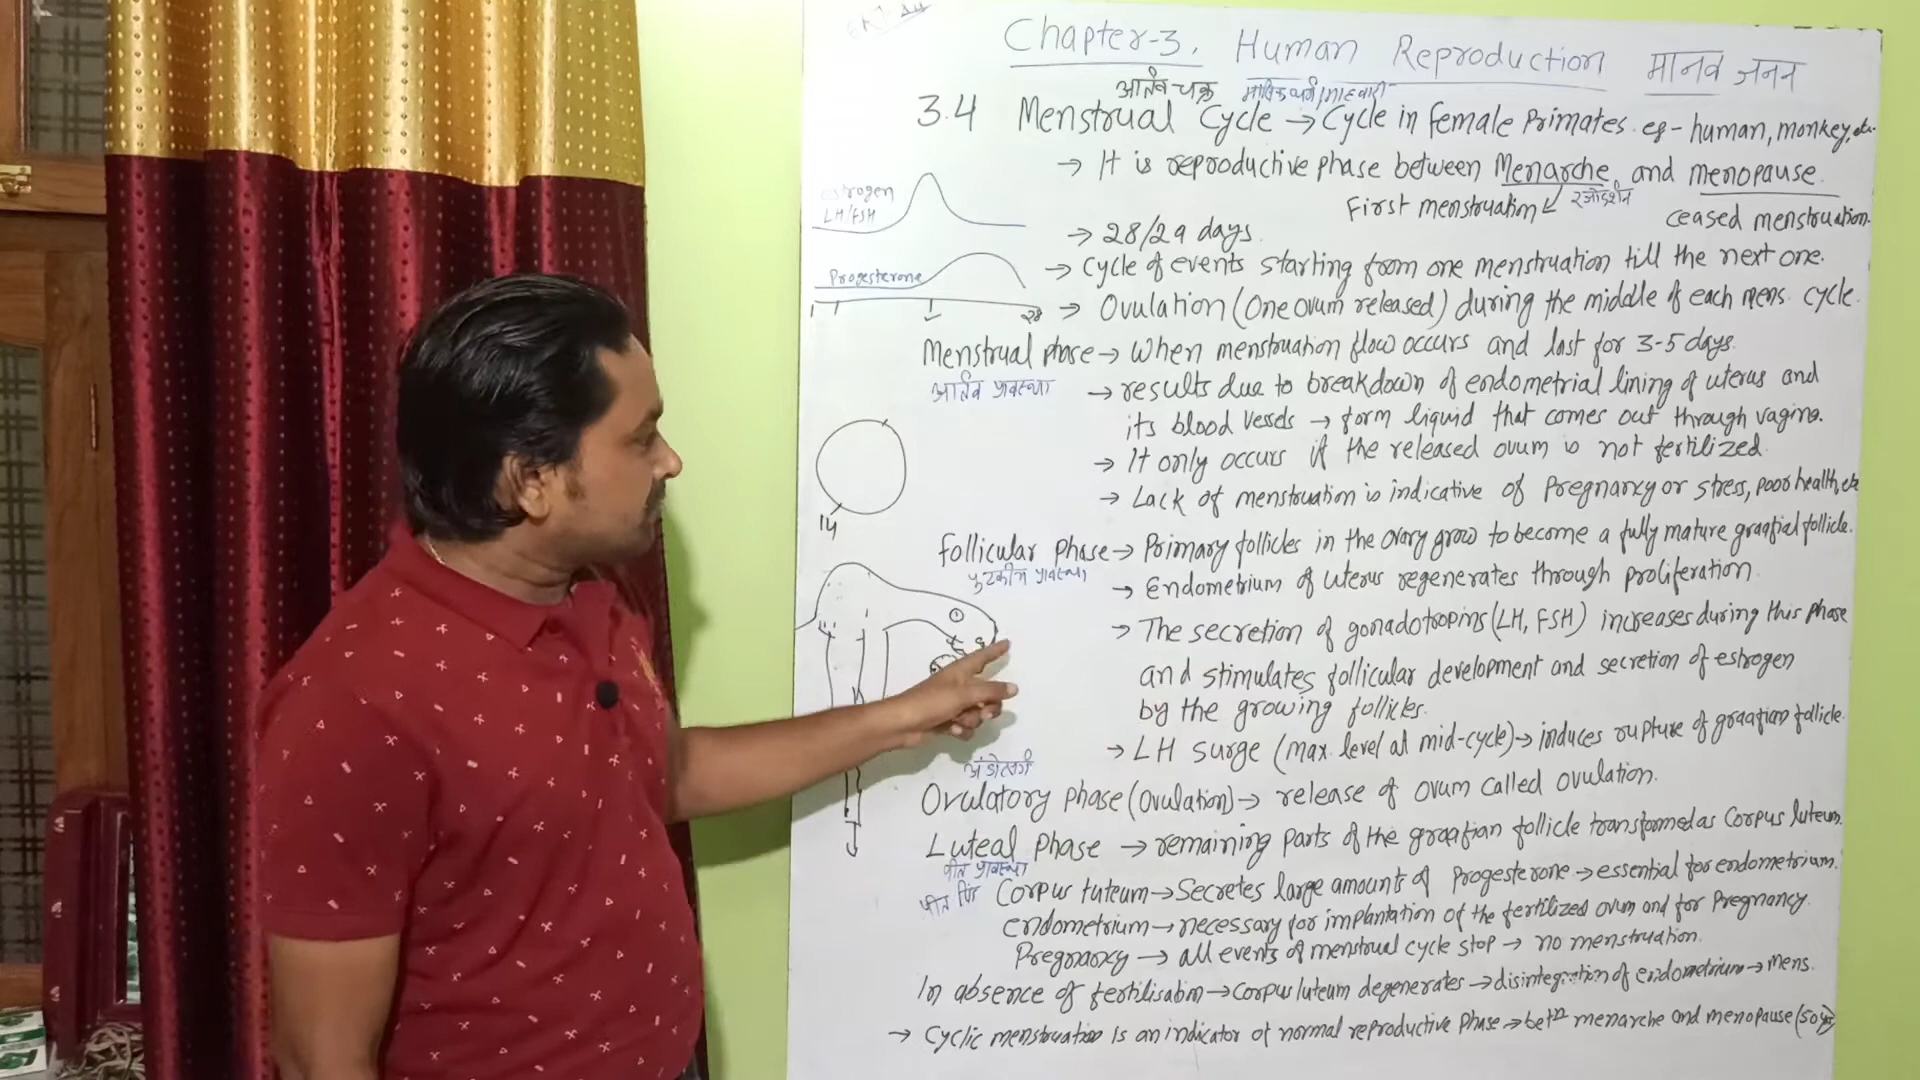 Chapter-3. Human Reproduction मानव जनन
आर्तव चक्र मासिक धर्म/माहवारी
3.4 Menstrual Cycle → Cycle in female Primates. eg - human, monkey, etc.
→ It is reproductive phase between Menarche and menopause.
First menstruation रजोदर्शन ceased menstruation.
estrogen
LH/FSH
→ 28/29 days.
Progesterone → Cycle of events starting from one menstruation till the next one.
1 28 → Ovulation (One ovum released) during the middle of each mens. cycle.
Menstrual phase → When menstruation flow occurs and last for 3-5 days.
आर्तव प्रावस्था → results due to breakdown of endometrial lining of uterus and
its blood vessels → form liquid that comes out through vagina.
→ It only occurs if the released ovum is not fertilized.
→ Lack of menstruation is indicative of Pregnancy or stress, poor health, etc
14
Follicular phase → Primary follicles in the ovary grow to become a fully mature graafial follicle.
पुटकीय प्रावस्था → Endometrium of uterus regenerates through proliferation.
→ The secretion of gonadotropins (LH, FSH) increases during this phase
and stimulates follicular development and secretion of estrogen
by the growing follicles.
→ LH surge (max. level at mid-cycle) → induces rupture of graafian follicle.
अंडोत्सर्ग
Ovulatory phase (Ovulation) → release of ovum called ovulation.
Luteal phase → remaining parts of the graafian follicle transformed as Corpus luteum.
पीत प्रावस्था
पीत पिंड Corpus luteum → Secretes large amounts of Progesterone → essential for endometrium.
endometrium → necessary for implantation of the fertilized ovum and for Pregnancy.
Pregnancy → all events of menstrual cycle stop → no menstruation.
In absence of fertilisation → corpus luteum degenerates → disintegration of endometrium → mens.
→ Cyclic menstruation is an indicator of normal reproductive phase → betn menarche and menopause